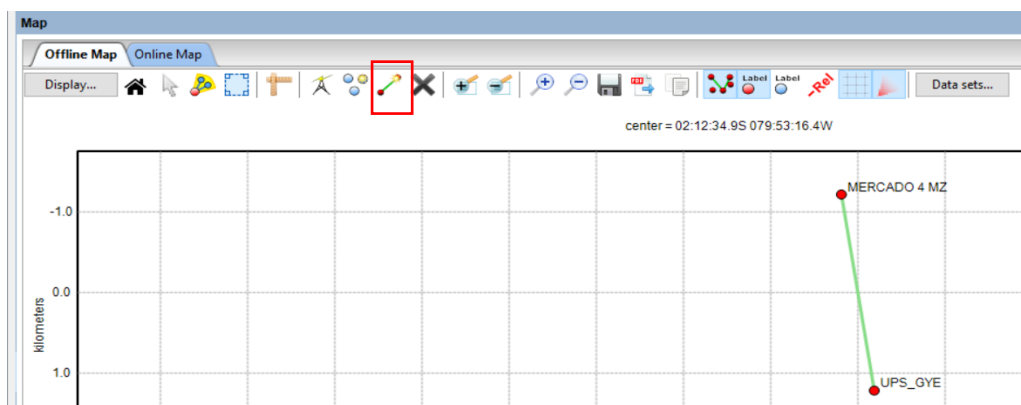 Map
Offline Map Online Map
Display... PDF Label Label -Rel Data sets...
center = 02:12:34.9S 079:53:16.4W
MERCADO 4 MZ
-1.0
0.0
kilometers
1.0
UPS_GYE